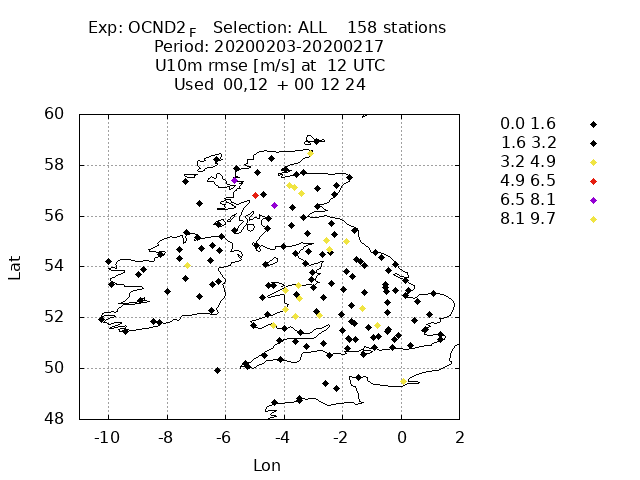 Exp: OCND2F Selection: ALL 158 stations
Period: 20200203-20200217
U10m rmse [m/s] at 12 UTC
Used 00,12 + 00 12 24
60
58
56
54
52
50
48
-10 -8 -6 -4 -2 0 2
Lat
Lon
0.0 1.6
1.6 3.2
3.2 4.9
4.9 6.5
6.5 8.1
8.1 9.7